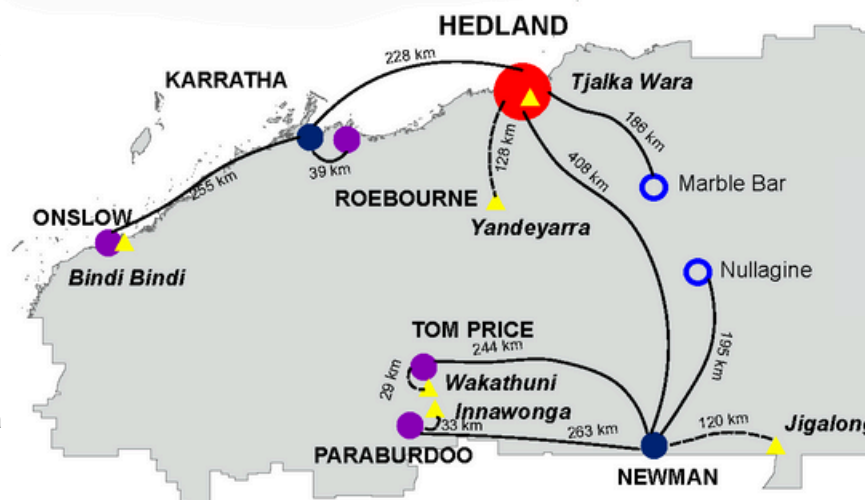 HEDLAND
228 km
KARRATHA
Tjalka Wara
186 km
128 km
408 km
39 km
255 km
Marble Bar
ROEBOURNE
ONSLOW
Yandeyarra
Bindi Bindi
Nullagine
TOM PRICE
244 km
195 km
29 km
Wakathuni
Innawonga
33 km
263 km
120 km
Jigalong
PARABURDOO
NEWMAN